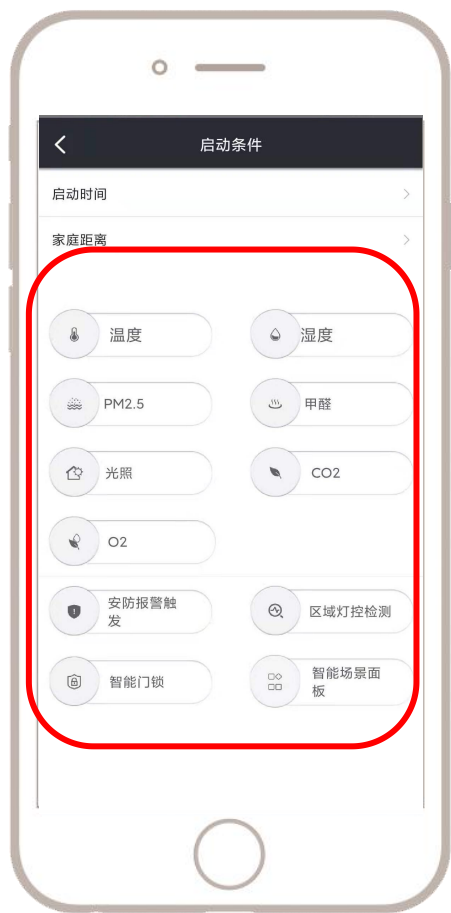 启动条件
启动时间
家庭距离
温度
湿度
PM2.5
甲醛
光照
CO2
O2
安防报警触
发
区域灯控检测
智能门锁
智能场景面
板